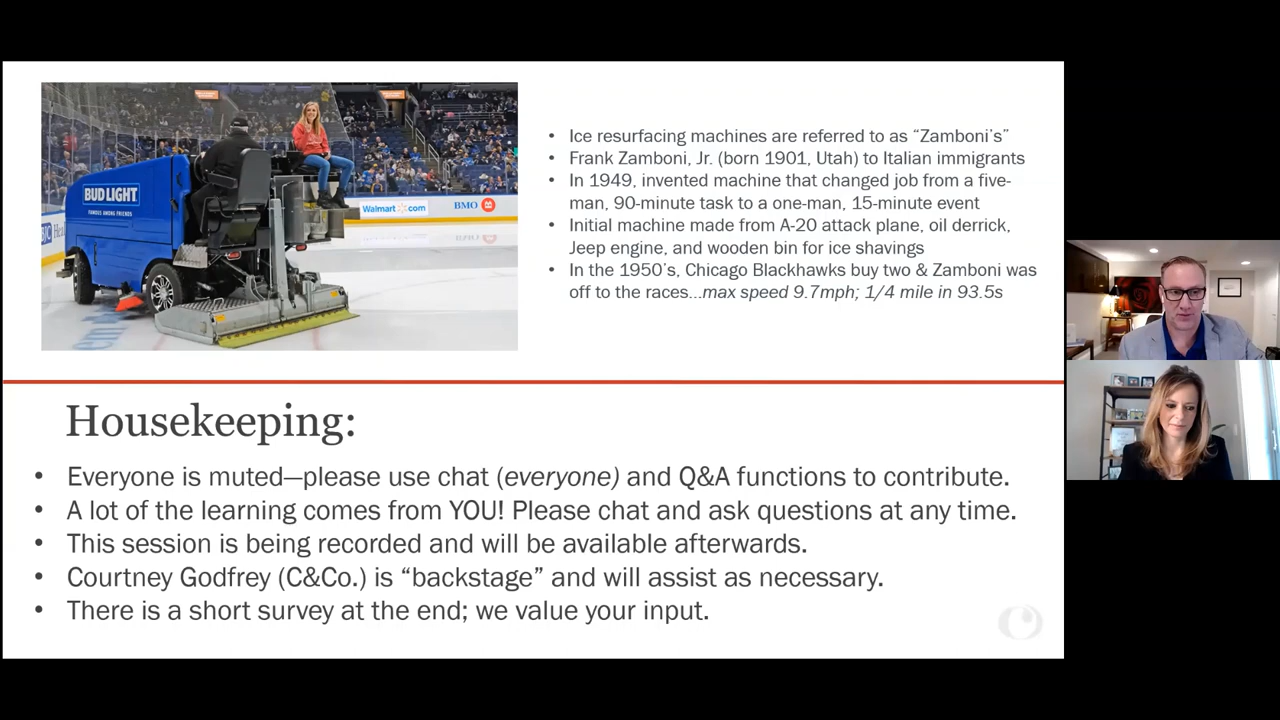 BUD LIGHT
FAMOUS AMONG FRIENDS
Walmart.com
BMO
• Ice resurfacing machines are referred to as “Zamboni’s”
• Frank Zamboni, Jr. (born 1901, Utah) to Italian immigrants
• In 1949, invented machine that changed job from a five-
man, 90-minute task to a one-man, 15-minute event
• Initial machine made from A-20 attack plane, oil derrick,
Jeep engine, and wooden bin for ice shavings
• In the 1950’s, Chicago Blackhawks buy two & Zamboni was
off to the races...max speed 9.7mph; 1/4 mile in 93.5s
Housekeeping:
• Everyone is muted—please use chat (everyone) and Q&A functions to contribute.
• A lot of the learning comes from YOU! Please chat and ask questions at any time.
• This session is being recorded and will be available afterwards.
• Courtney Godfrey (C&Co.) is “backstage” and will assist as necessary.
• There is a short survey at the end; we value your input.